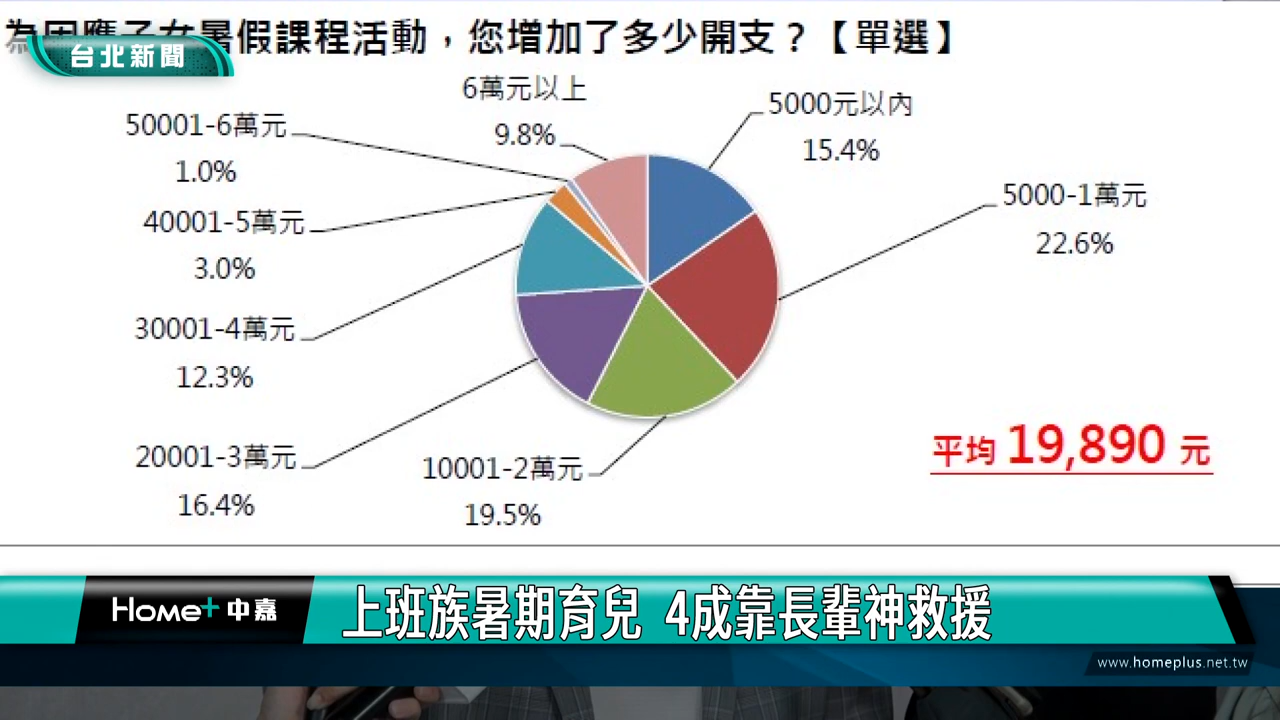 為因應子女暑假課程活動，您增加了多少開支？【單選】
台北新聞
6萬元以上
9.8%
5000元以內
15.4%
50001-6萬元
1.0%
5000-1萬元
22.6%
40001-5萬元
3.0%
30001-4萬元
12.3%
20001-3萬元
16.4%
10001-2萬元
19.5%
平均 19,890 元
Home+ 中嘉
上班族暑期育兒 4成靠長輩神救援
www.homeplus.net.tw